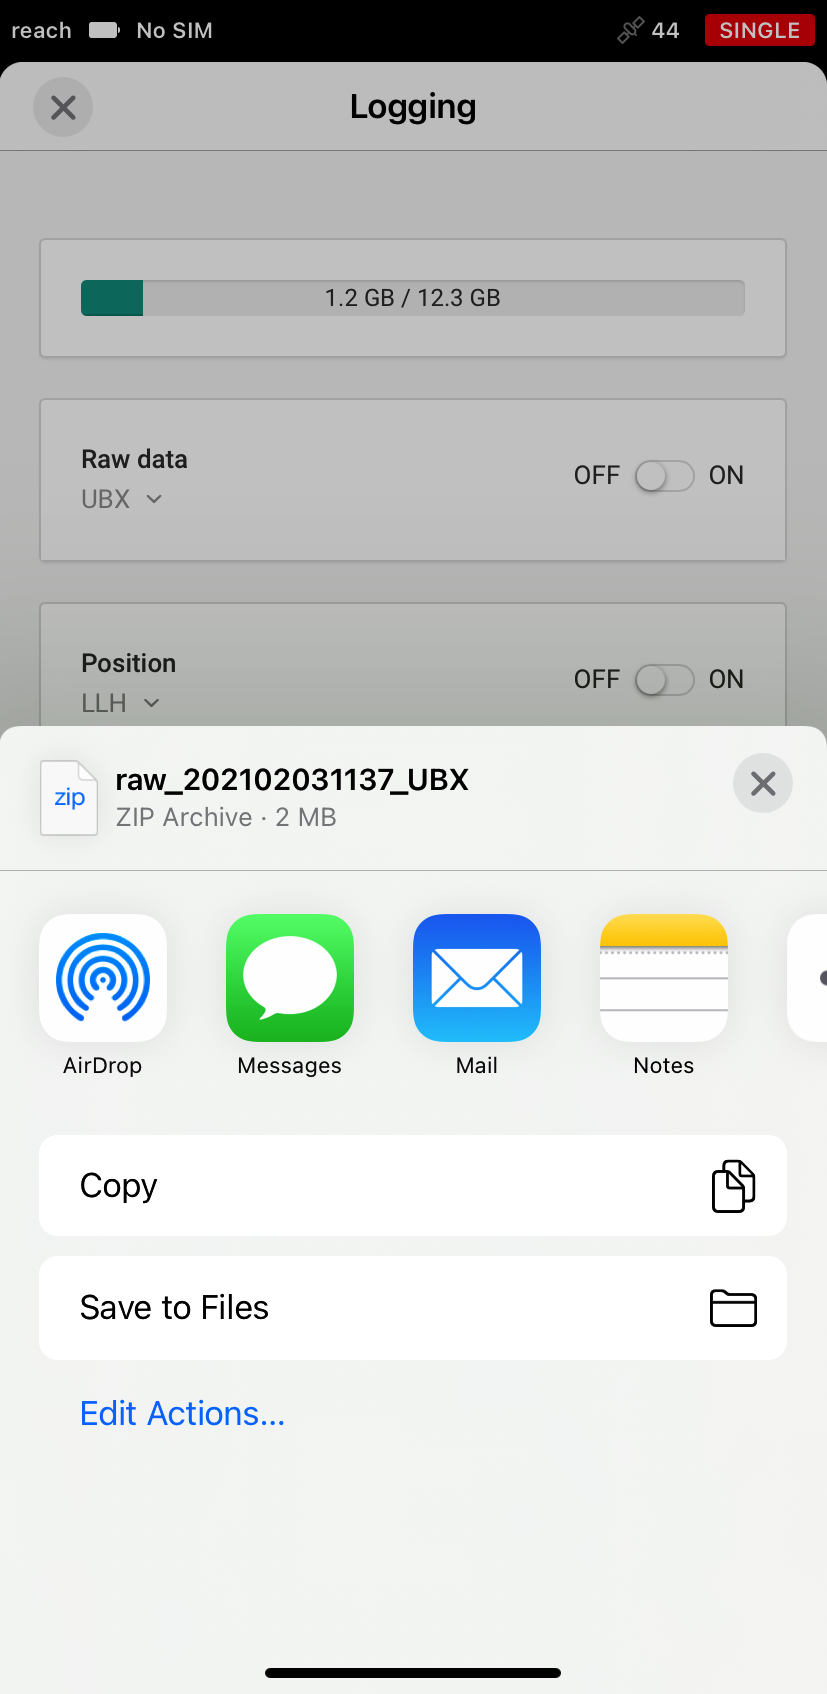 reach No SIM 44 SINGLE
Logging
1.2 GB / 12.3 GB
Raw data
UBX
OFF ON
Position
LLH
OFF ON
zip
raw_202102031137_UBX
ZIP Archive · 2 MB
AirDrop Messages Mail Notes
Copy
Save to Files
Edit Actions...